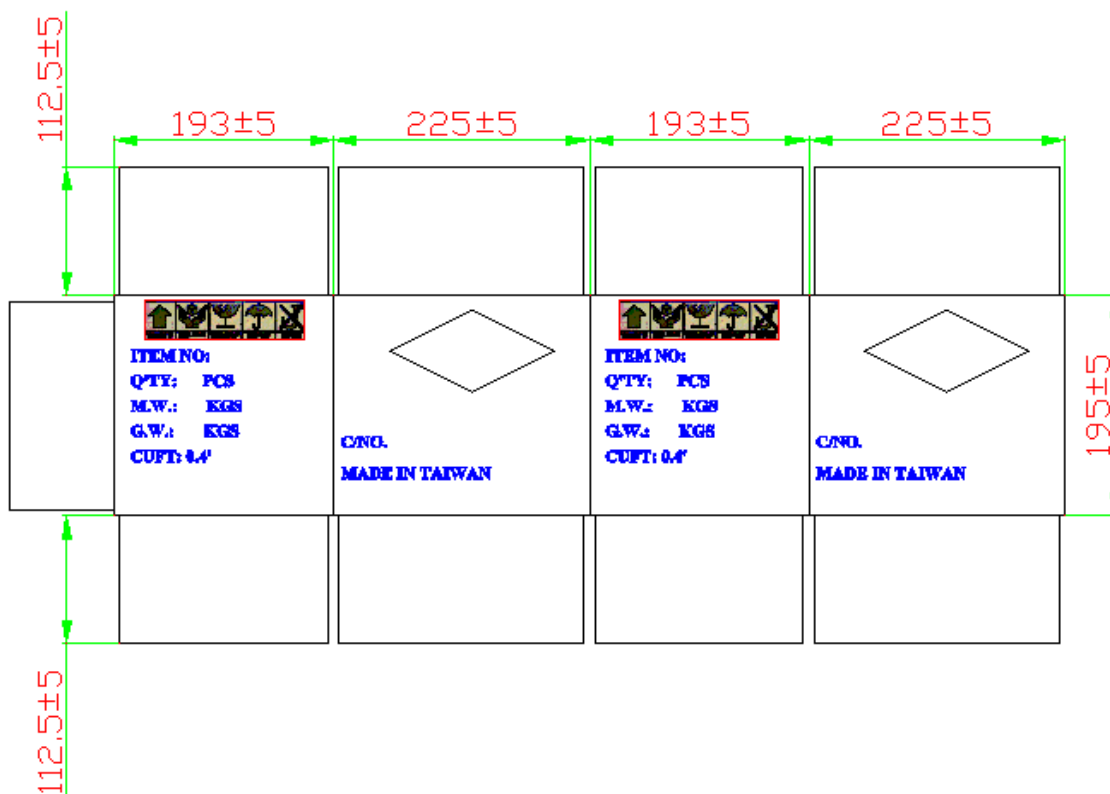 112.5±5
193±5
225±5
193±5
225±5
ITEM NO:
Q'TY: PCS
M.W.: KGS
G.W.: KGS
CUFT: 0.4'
C/NO.
MADE IN TAIWAN
ITEM NO:
Q'TY: PCS
M.W.: KGS
G.W.: KGS
CUFT: 0.4'
C/NO.
MADE IN TAIWAN
195±5
112.5±5